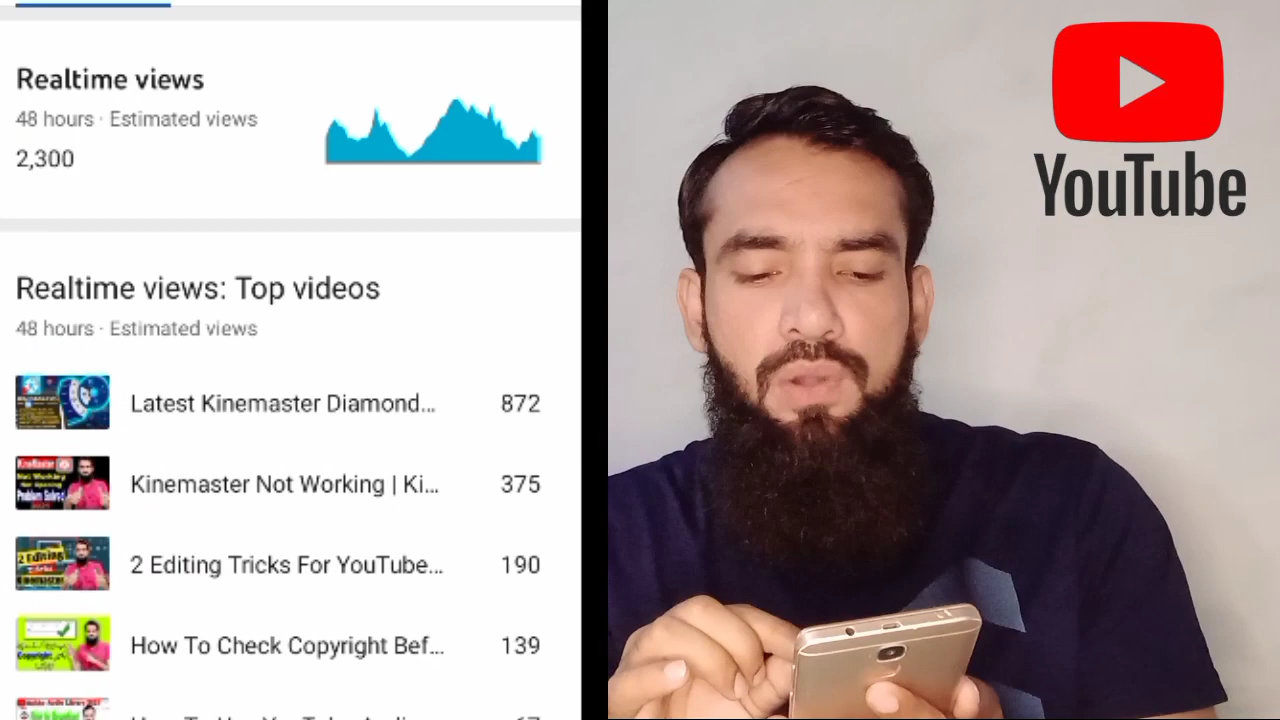 Realtime views
48 hours · Estimated views
2,300
Realtime views: Top videos
48 hours · Estimated views
Latest Kinemaster Diamond... 872
Kinemaster Not Working | Ki... 375
2 Editing Tricks For YouTube... 190
How To Check Copyright Bef... 139
YouTube